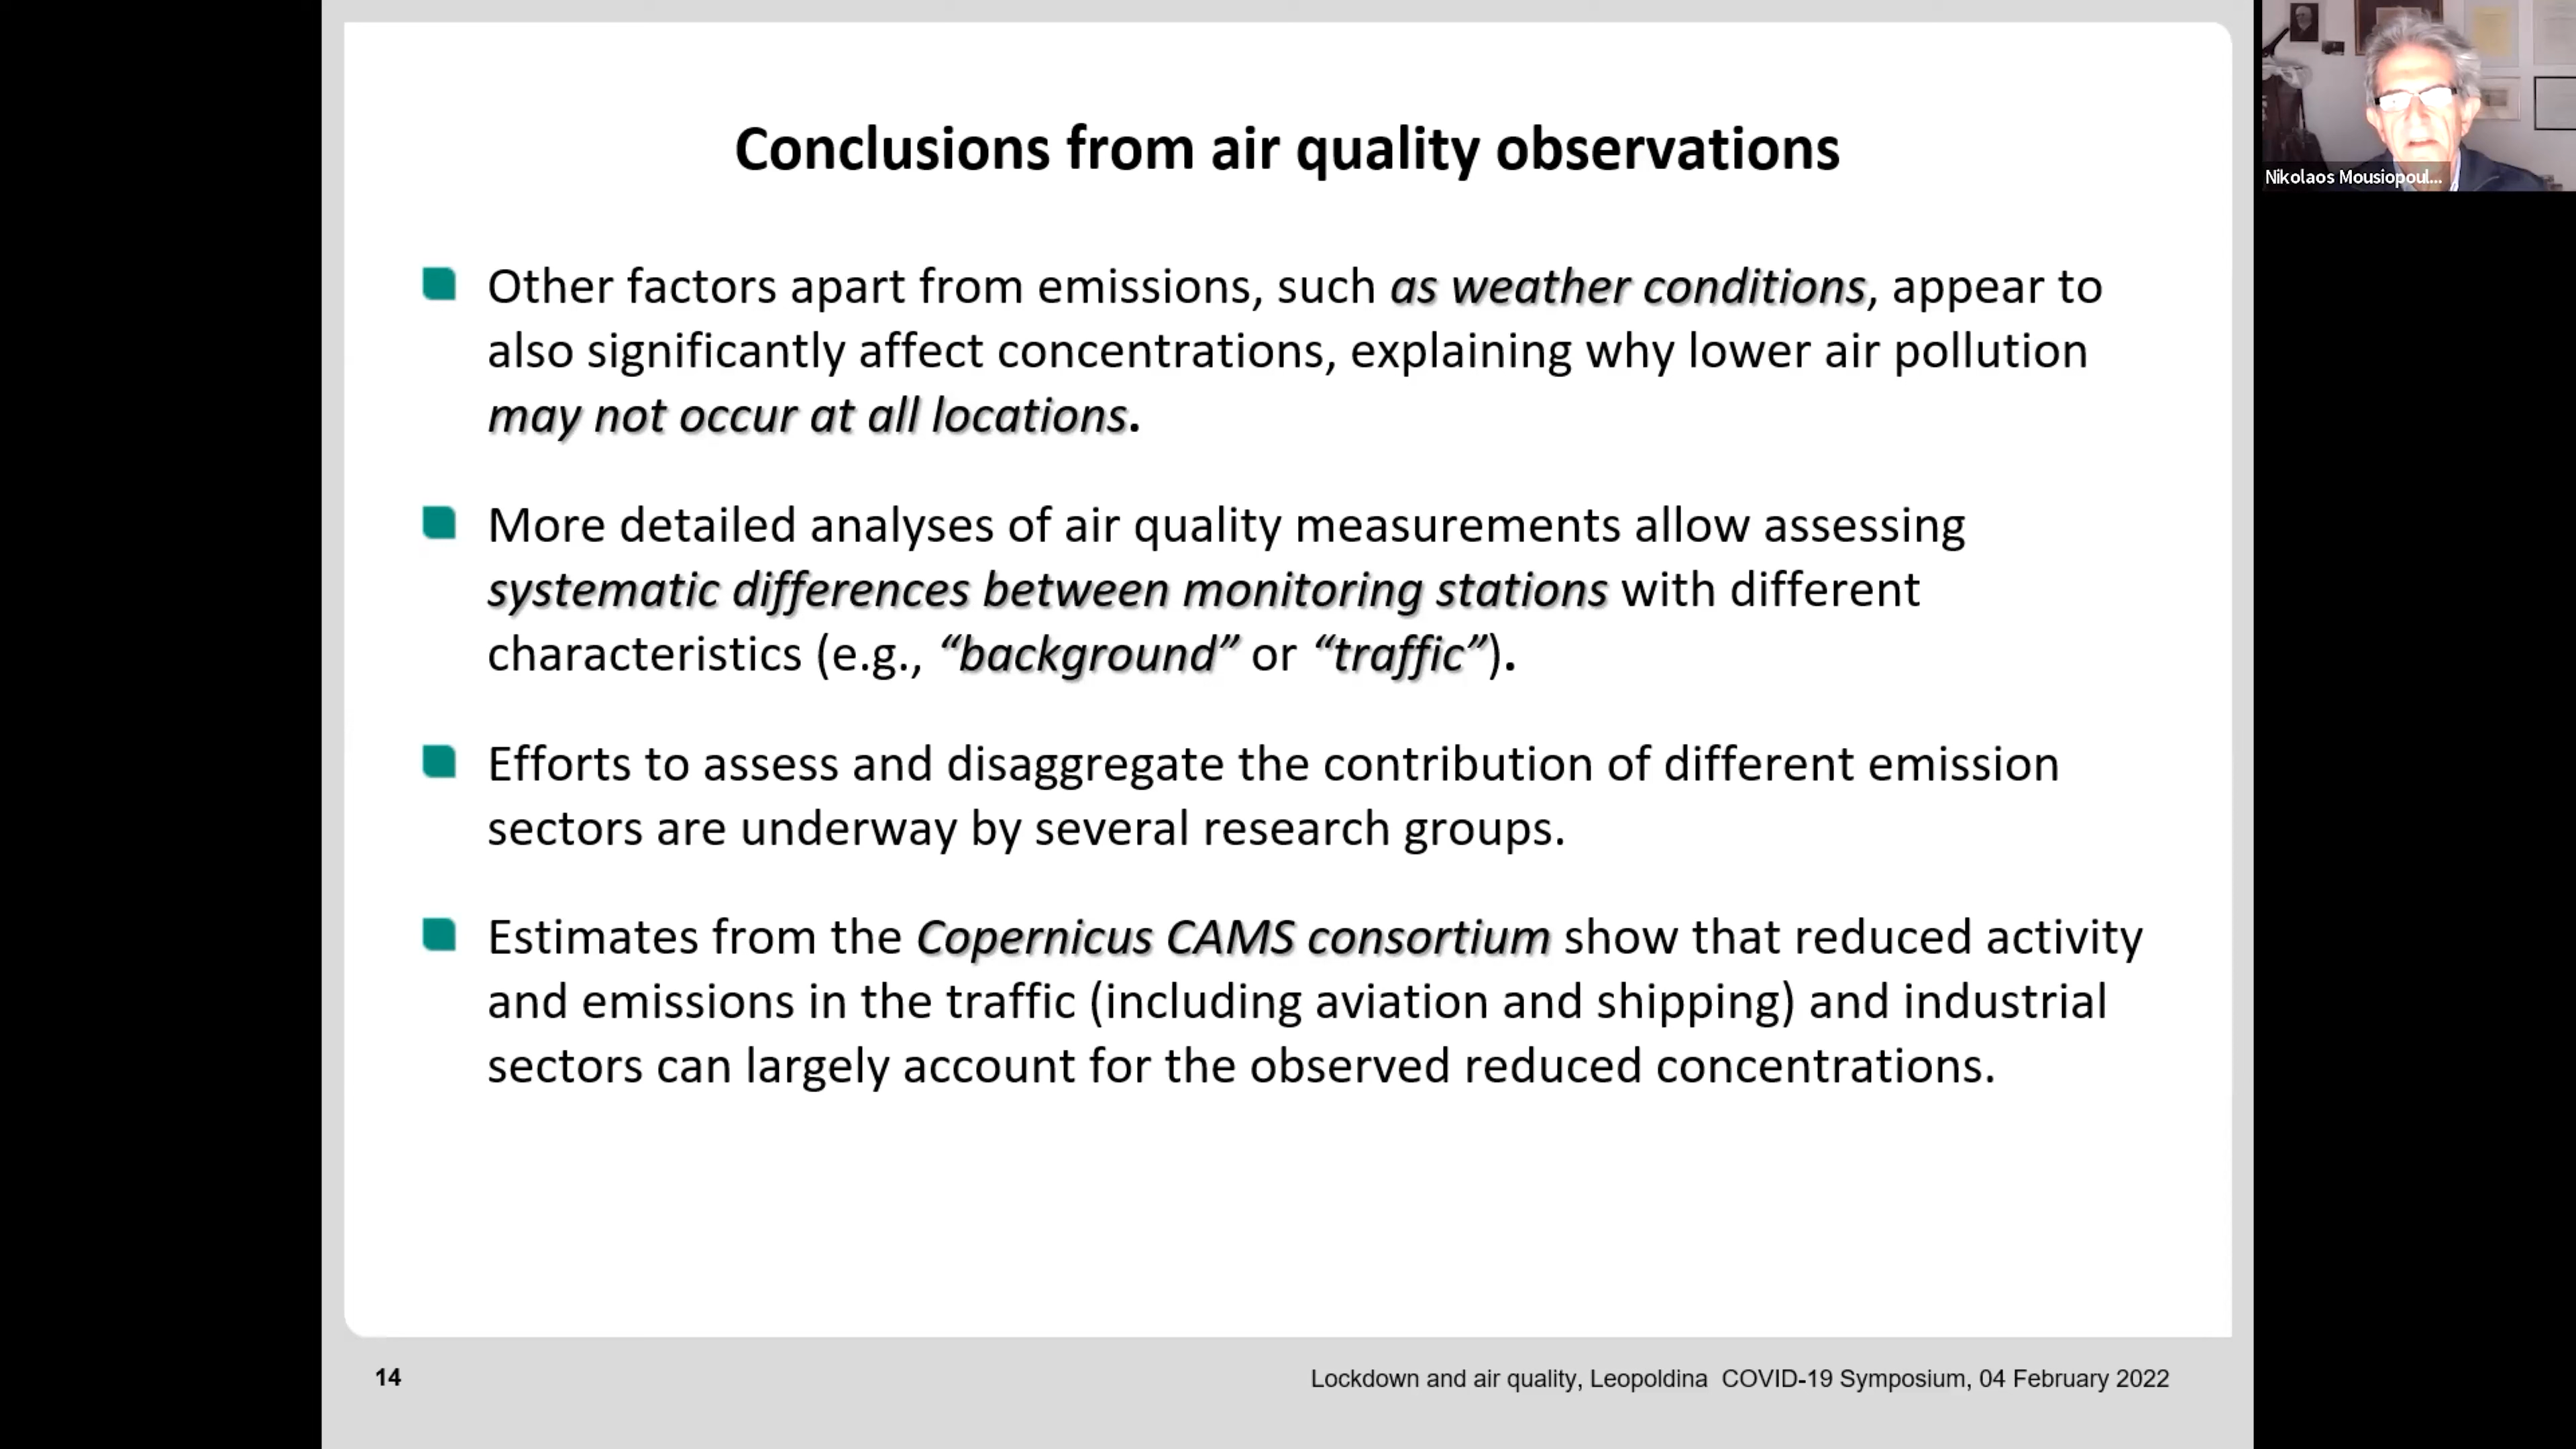 Conclusions from air quality observations
Other factors apart from emissions, such as weather conditions, appear to
also significantly affect concentrations, explaining why lower air pollution
may not occur at all locations.
More detailed analyses of air quality measurements allow assessing
systematic differences between monitoring stations with different
characteristics (e.g., “background” or “traffic”).
Efforts to assess and disaggregate the contribution of different emission
sectors are underway by several research groups.
Estimates from the Copernicus CAMS consortium show that reduced activity
and emissions in the traffic (including aviation and shipping) and industrial
sectors can largely account for the observed reduced concentrations.
14
Lockdown and air quality, Leopoldina COVID-19 Symposium, 04 February 2022
Nikolaos Mousiopoul...